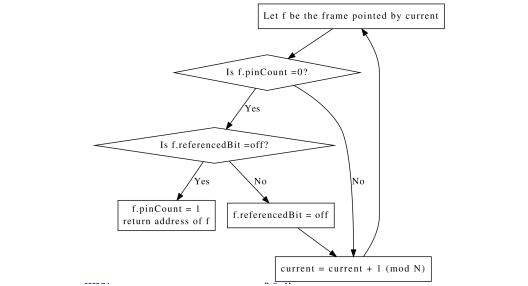 Let f be the frame pointed by current
Is f.pinCount =0?
Yes
Is f.referencedBit =off?
Yes
No
No
f.pinCount = 1
return address of f
f.referencedBit = off
current = current + 1 (mod N)